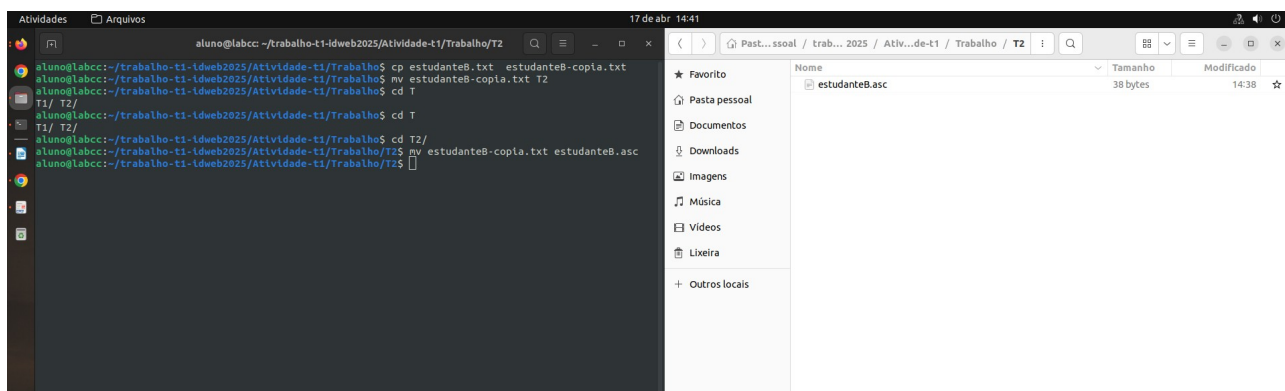 Atividades Arquivos 17 de abr 14:41
aluno@labcc: ~/trabalho-t1-idweb2025/Atividade-t1/Trabalho/T2
aluno@labcc:~/trabalho-t1-idweb2025/Atividade-t1/Trabalho$ cp estudanteB.txt  estudanteB-copia.txt
aluno@labcc:~/trabalho-t1-idweb2025/Atividade-t1/Trabalho$ mv estudanteB-copia.txt T2
aluno@labcc:~/trabalho-t1-idweb2025/Atividade-t1/Trabalho$ cd T
T1/ T2/
aluno@labcc:~/trabalho-t1-idweb2025/Atividade-t1/Trabalho$ cd T
T1/ T2/
aluno@labcc:~/trabalho-t1-idweb2025/Atividade-t1/Trabalho$ cd T2/
aluno@labcc:~/trabalho-t1-idweb2025/Atividade-t1/Trabalho/T2$ mv estudanteB-copia.txt estudanteB.asc
aluno@labcc:~/trabalho-t1-idweb2025/Atividade-t1/Trabalho/T2$
Past...ssoal / trab... 2025 / Ativ...de-t1 / Trabalho / T2
Favorito
Pasta pessoal
Documentos
Downloads
Imagens
Música
Vídeos
Lixeira
+ Outros locais
Nome Tamanho Modificado
estudanteB.asc 38 bytes 14:38